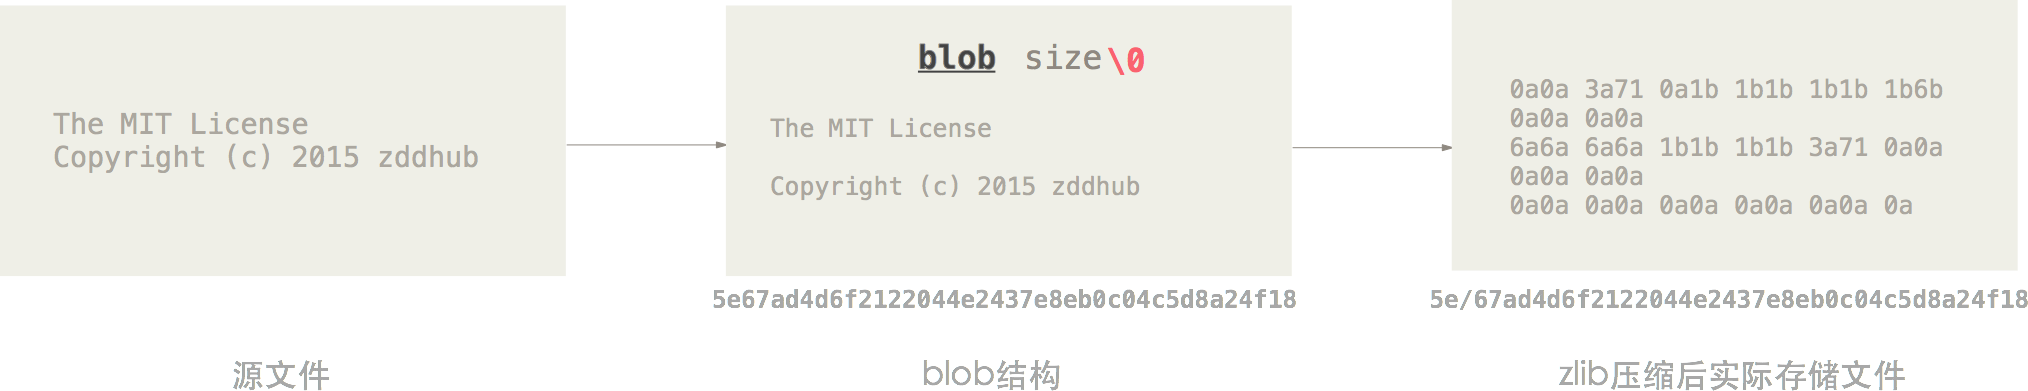 The MIT License
Copyright (c) 2015 zddhub
源文件
blob size\0
The MIT License
Copyright (c) 2015 zddhub
5e67ad4d6f2122044e2437e8eb0c04c5d8a24f18
blob结构
0a0a 3a71 0a1b 1b1b 1b1b 1b6b
0a0a 0a0a
6a6a 6a6a 1b1b 1b1b 3a71 0a0a
0a0a 0a0a
0a0a 0a0a 0a0a 0a0a 0a0a 0a
5e/67ad4d6f2122044e2437e8eb0c04c5d8a24f18
zlib压缩后实际存储文件